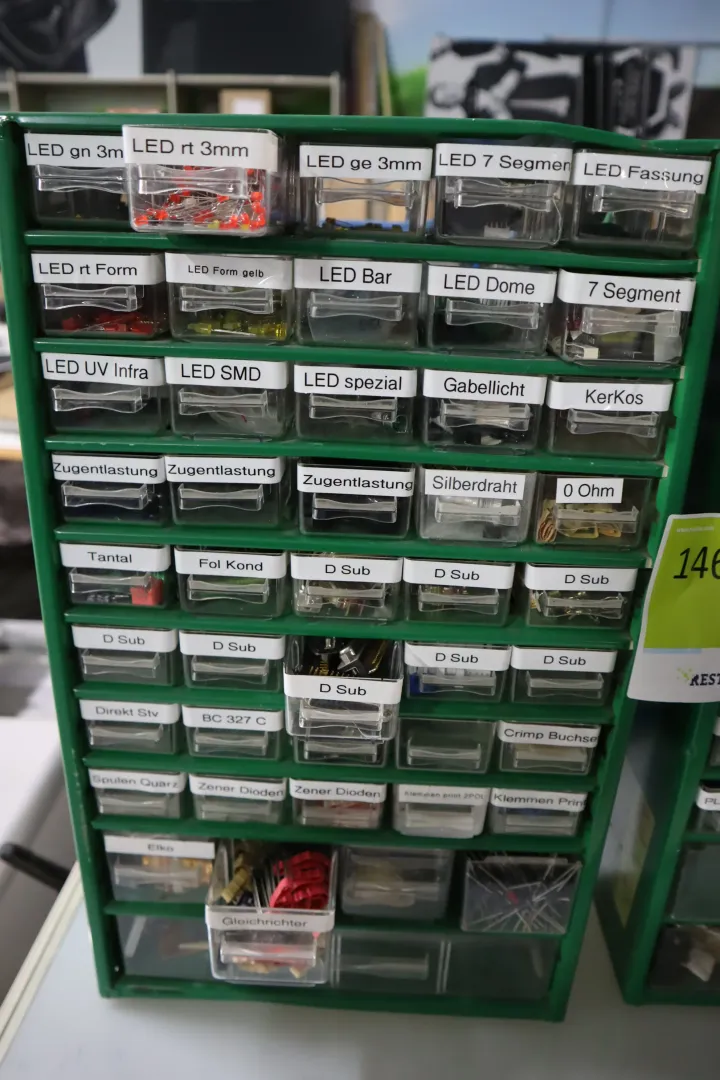 LED gn 3m
LED rt 3mm
LED ge 3mm
LED 7 Segmen
LED Fassung
LED rt Form
LED Form gelb
LED Bar
LED Dome
7 Segment
LED UV Infra
LED SMD
LED spezial
Gabellicht
KerKos
Zugentlastung
Zugentlastung
Zugentlastung
Silberdraht
0 Ohm
Tantal
Fol Kond
D Sub
D Sub
D Sub
D Sub
D Sub
D Sub
D Sub
D Sub
Direkt Stv
BC 327 C
Crimp Buchse
Spulen Quarz
Zener Dioden
Zener Dioden
Klemmen Prin
Elko
Gleichrichter
146
REST